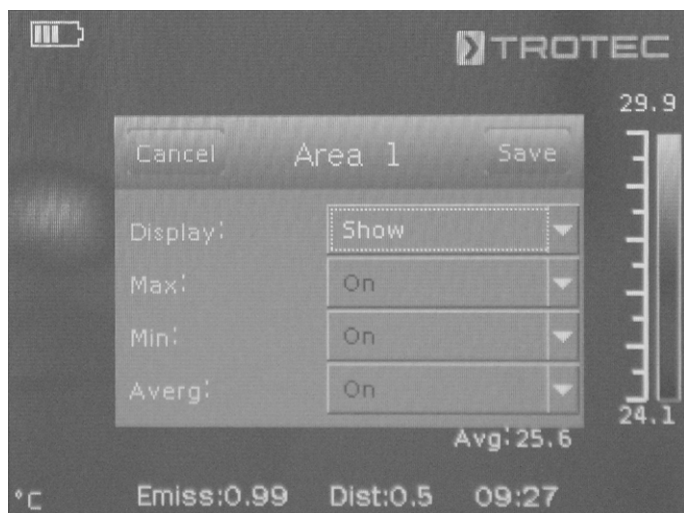 TROTEC
29.9
Cancel Area 1 Save
Display: Show
Max: On
Min: On
Averg: On
24.1
Avg:25.6
°C Emiss:0.99 Dist:0.5 09:27